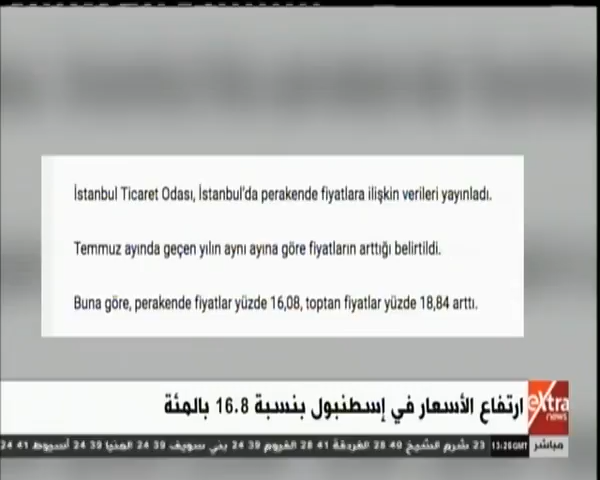 İstanbul Ticaret Odası, İstanbul'da perakende fiyatlara ilişkin verileri yayınladı.
Temmuz ayında geçen yılın aynı ayına göre fiyatların arttığı belirtildi.
Buna göre, perakende fiyatlar yüzde 16,08, toptan fiyatlar yüzde 18,84 arttı.
ارتفاع الأسعار في إسطنبول بنسبة 16.8 بالمئة
eXtra
news
مباشر
13:26 GMT
23 شرم الشيخ 40 28 الغردقة 41 28 الفيوم 39 24 بني سويف 39 24 المنيا 39 24 أسيوط 41 24